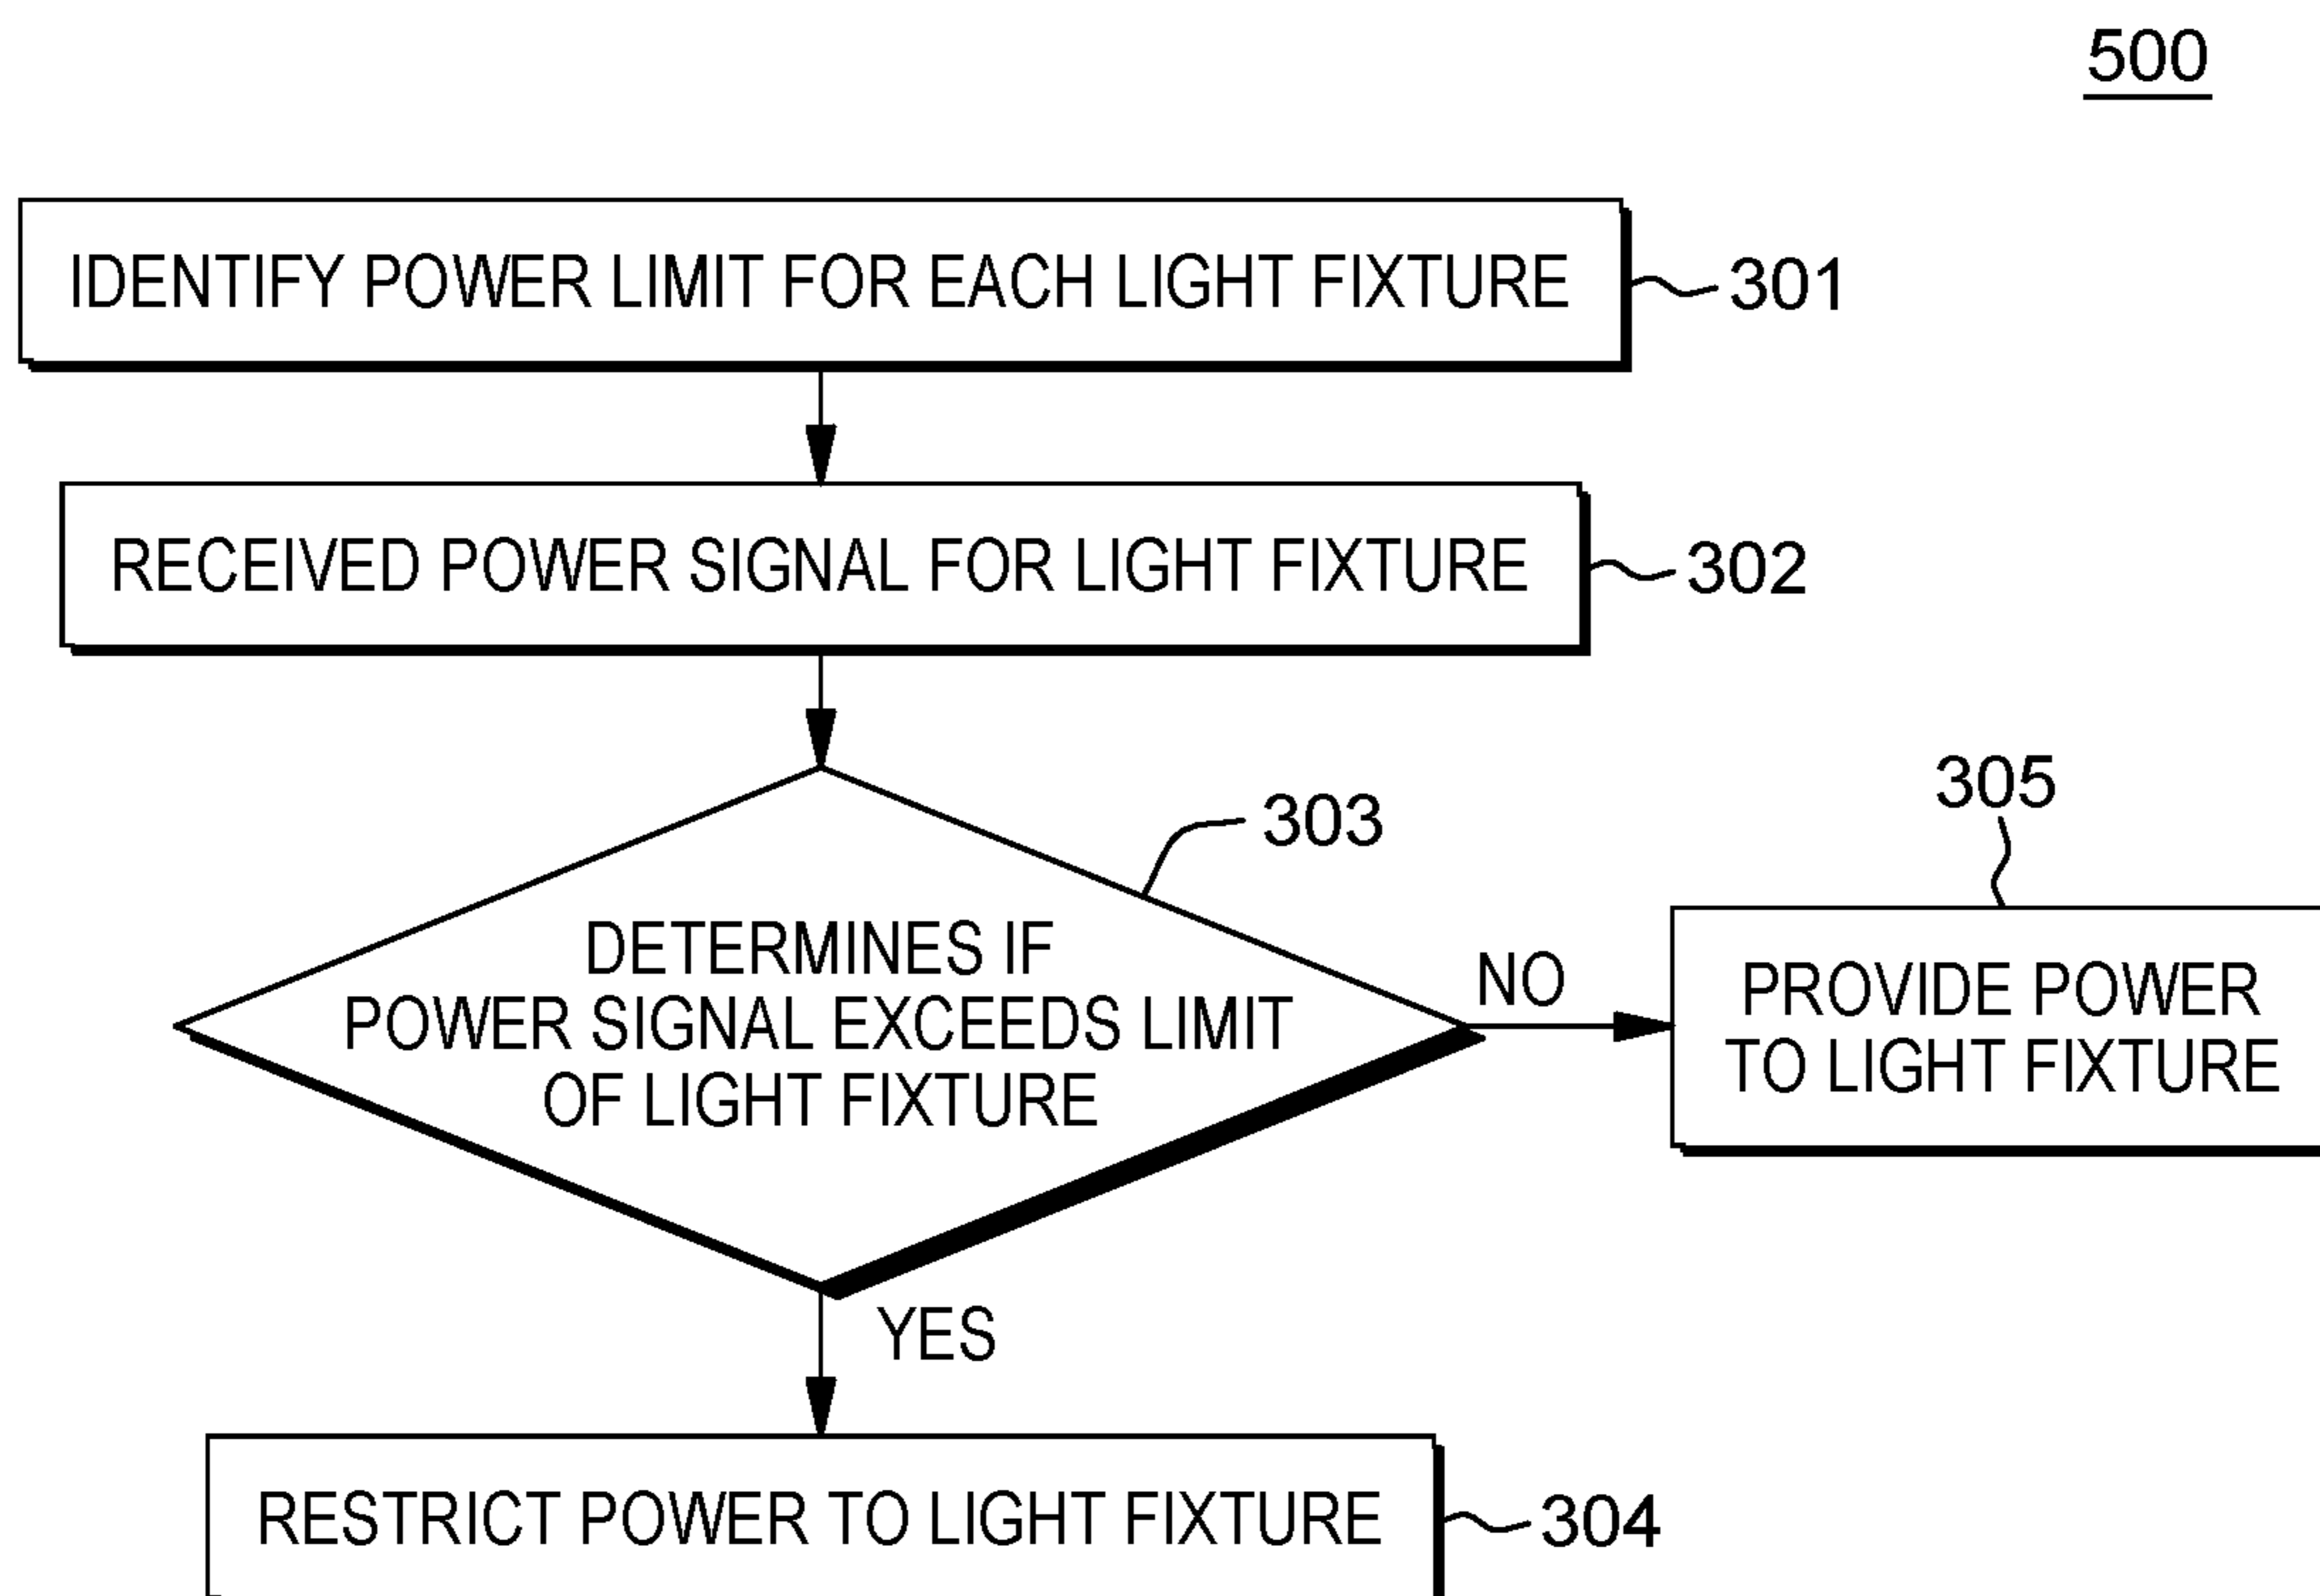 500
IDENTIFY POWER LIMIT FOR EACH LIGHT FIXTURE
301
RECEIVED POWER SIGNAL FOR LIGHT FIXTURE
302
303
DETERMINES IF
POWER SIGNAL EXCEEDS LIMIT
OF LIGHT FIXTURE
NO
305
PROVIDE POWER
TO LIGHT FIXTURE
YES
RESTRICT POWER TO LIGHT FIXTURE
304